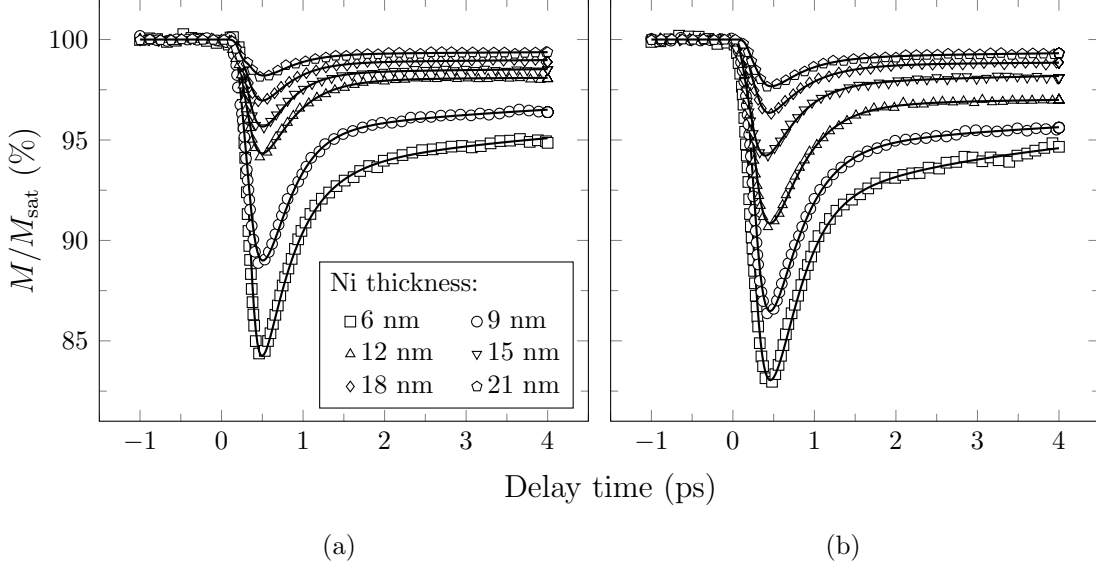 100
95
90
85
M/M_sat (%)
Ni thickness:
6 nm 9 nm
12 nm 15 nm
18 nm 21 nm
−1 0 1 2 3 4 −1 0 1 2 3 4
Delay time (ps)
(a) (b)